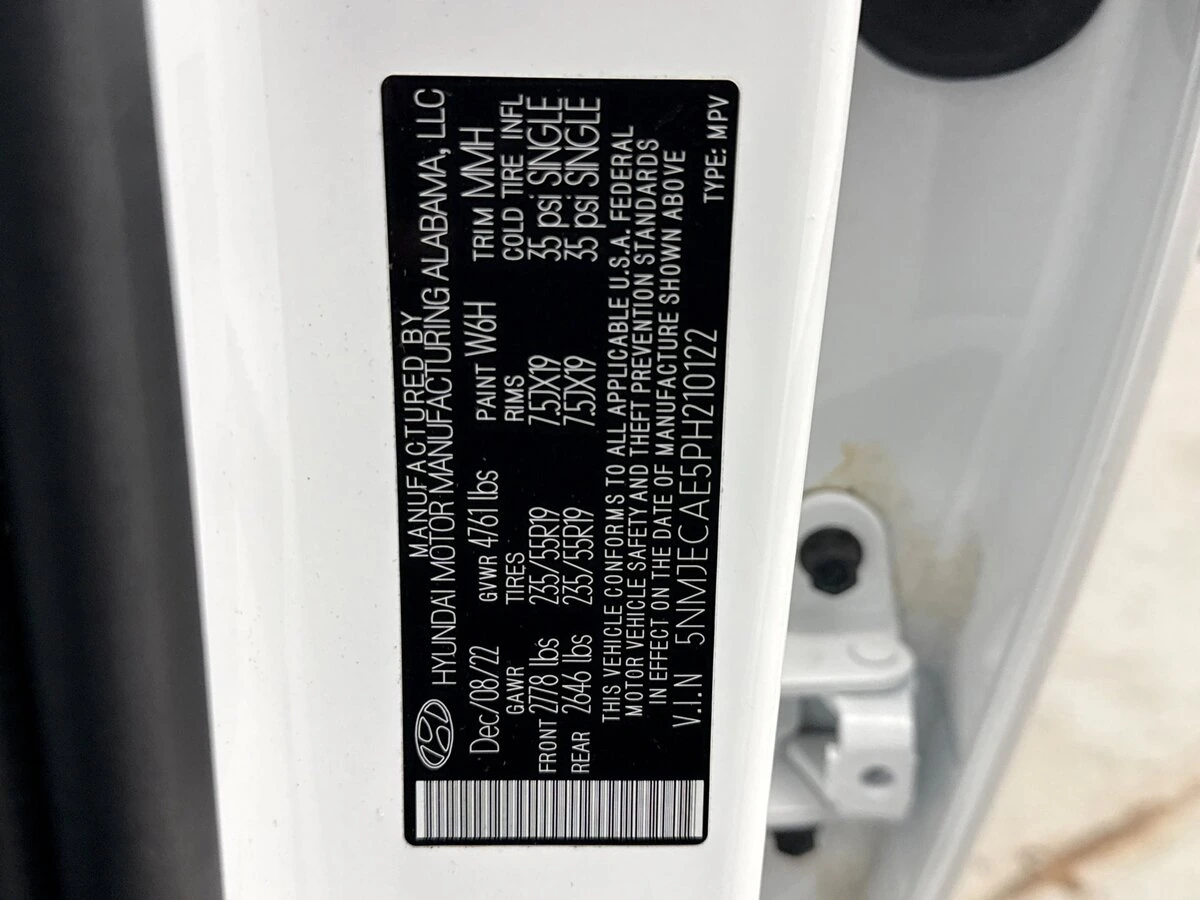 MANUFACTURED BY
HYUNDAI MOTOR MANUFACTURING ALABAMA, LLC
Dec/08/22 GVWR 4761 lbs PAINT W6H TRIM MMH
GAWR TIRES RIMS COLD TIRE INFL
FRONT 2778 lbs 235/55R19 7.5JX19 35 psi SINGLE
REAR 2646 lbs 235/55R19 7.5JX19 35 psi SINGLE
THIS VEHICLE CONFORMS TO ALL APPLICABLE U.S.A. FEDERAL
MOTOR VEHICLE SAFETY AND THEFT PREVENTION STANDARDS
IN EFFECT ON THE DATE OF MANUFACTURE SHOWN ABOVE
V.I.N 5NMJECAE5PH210122
TYPE: MPV